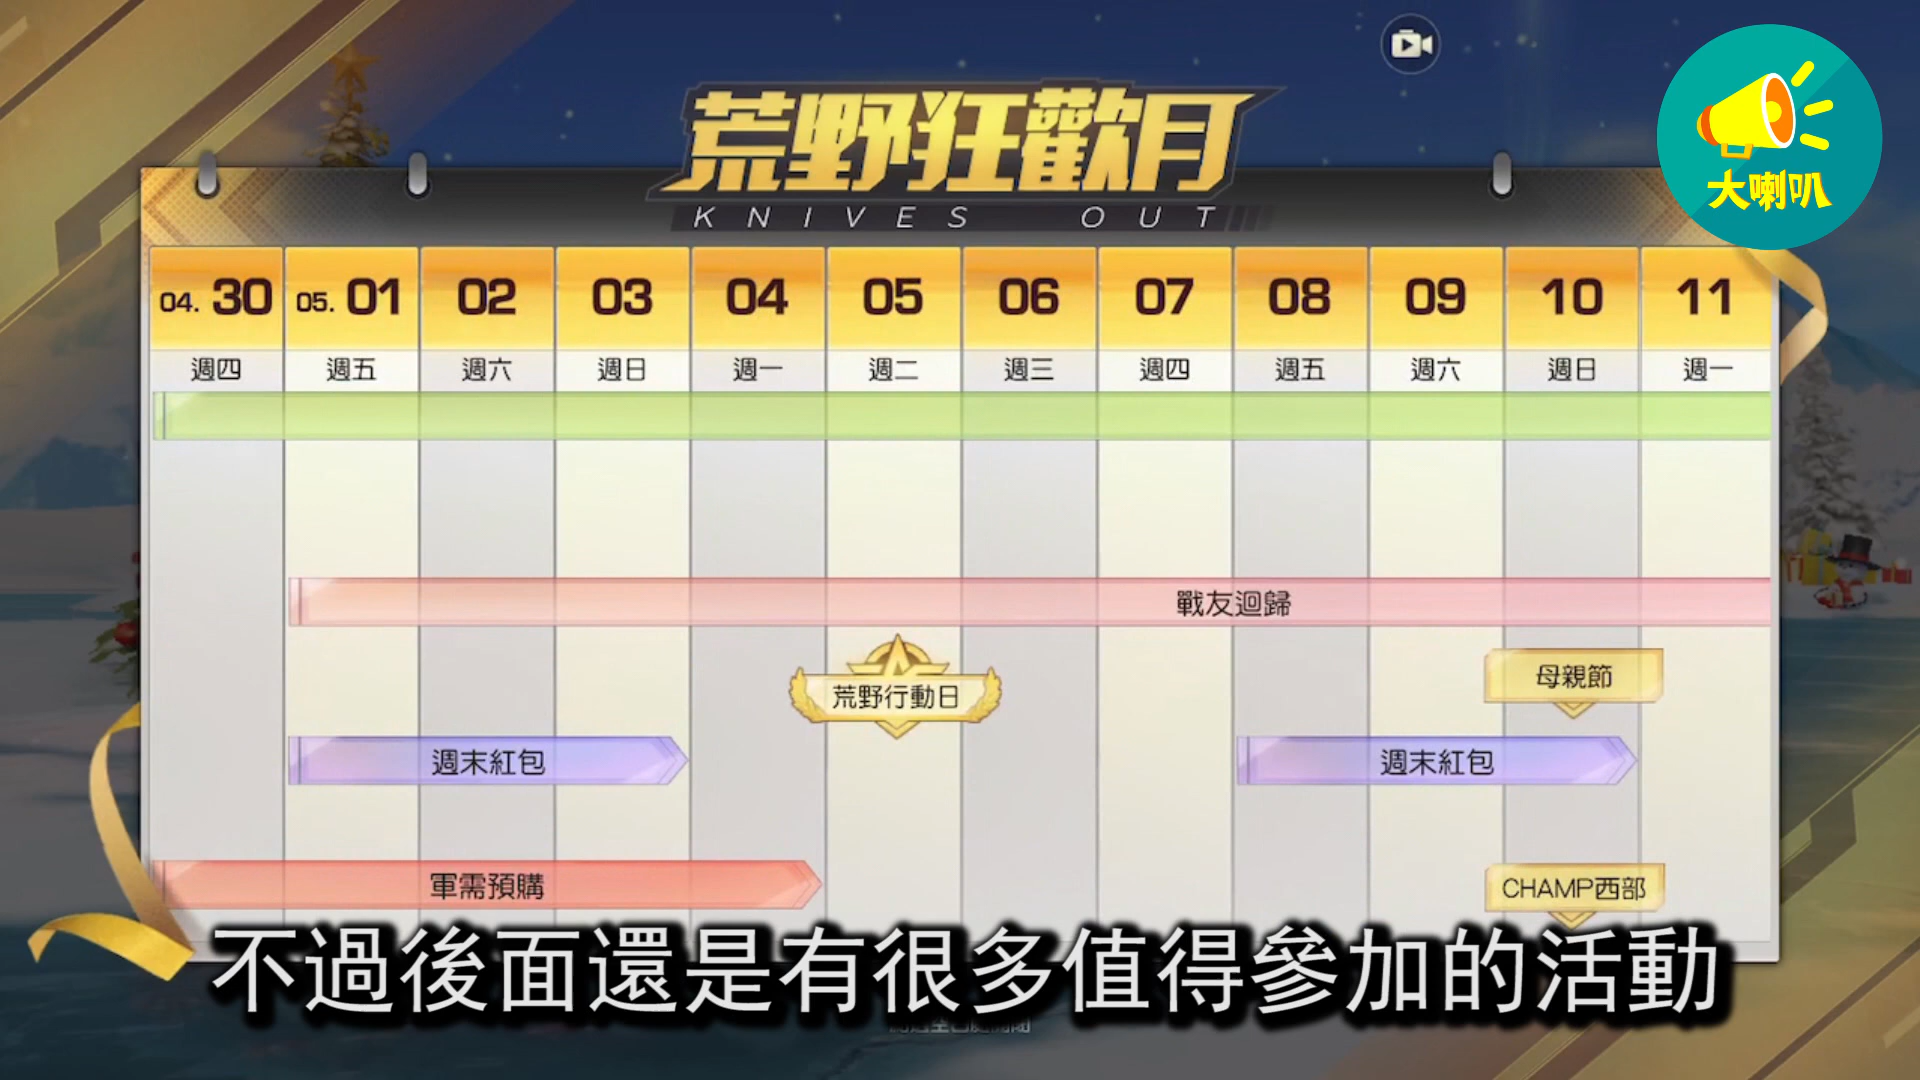 大喇叭
荒野狂歡月
KNIVES OUT
04. 30 05. 01 02 03 04 05 06 07 08 09 10 11
週四 週五 週六 週日 週一 週二 週三 週四 週五 週六 週日 週一
戰友迴歸
荒野行動日 母親節
週末紅包 週末紅包
軍需預購 CHAMP西部
不過後面還是有很多值得參加的活動